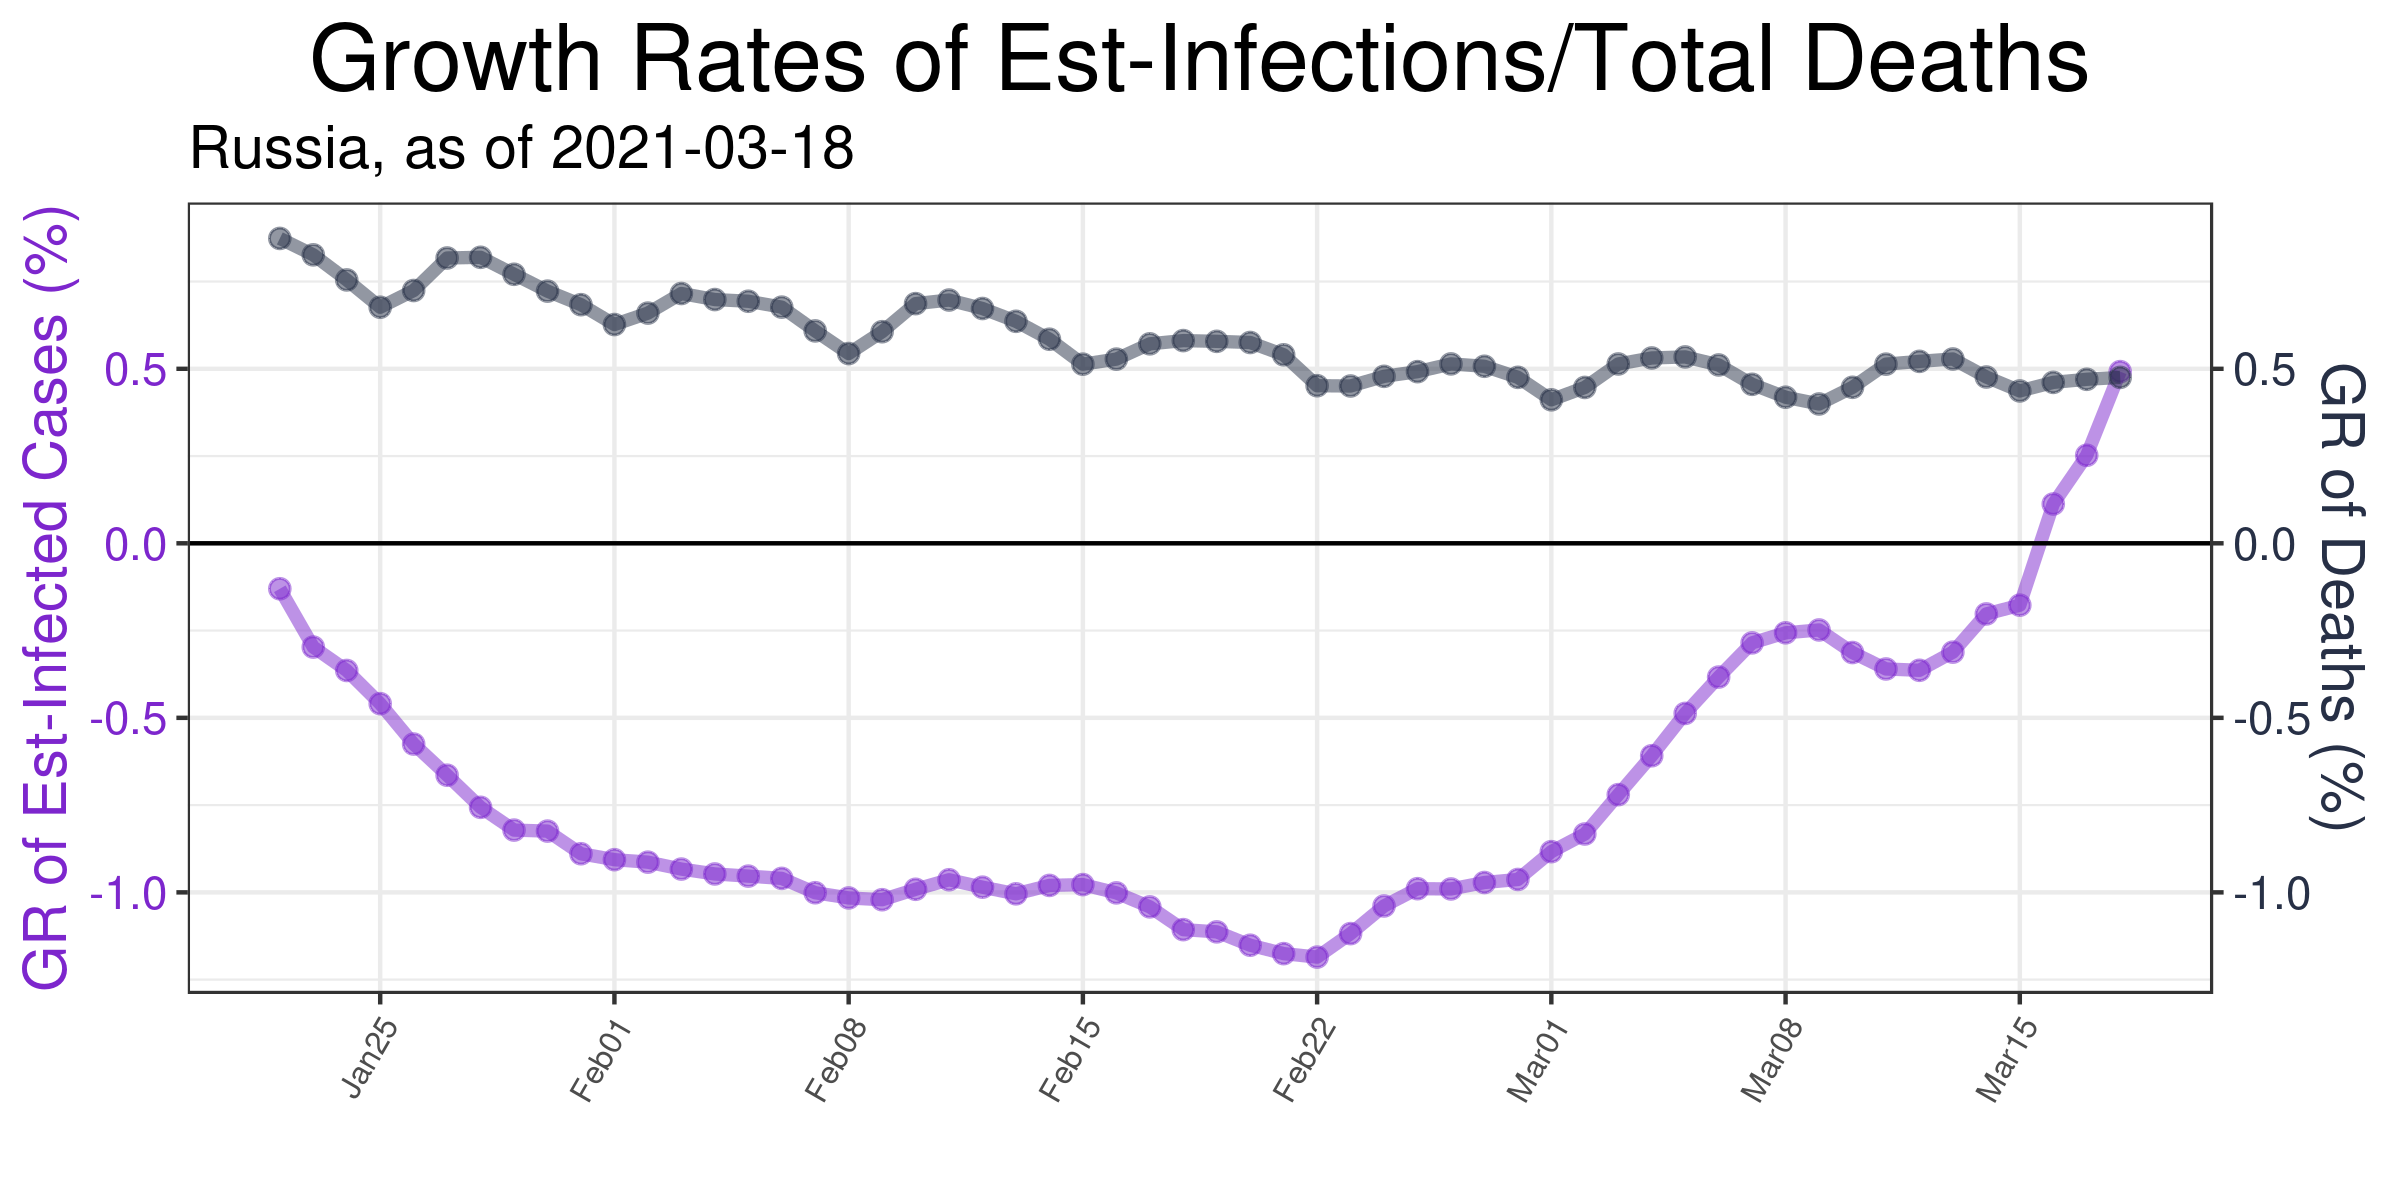 Growth Rates of Est-Infections/Total Deaths
Russia, as of 2021-03-18
GR of Est-Infected Cases (%)
0.5
0.0
-0.5
-1.0
0.5
0.0
-0.5
-1.0
GR of Deaths (%)
Jan25
Feb01
Feb08
Feb15
Feb22
Mar01
Mar08
Mar15